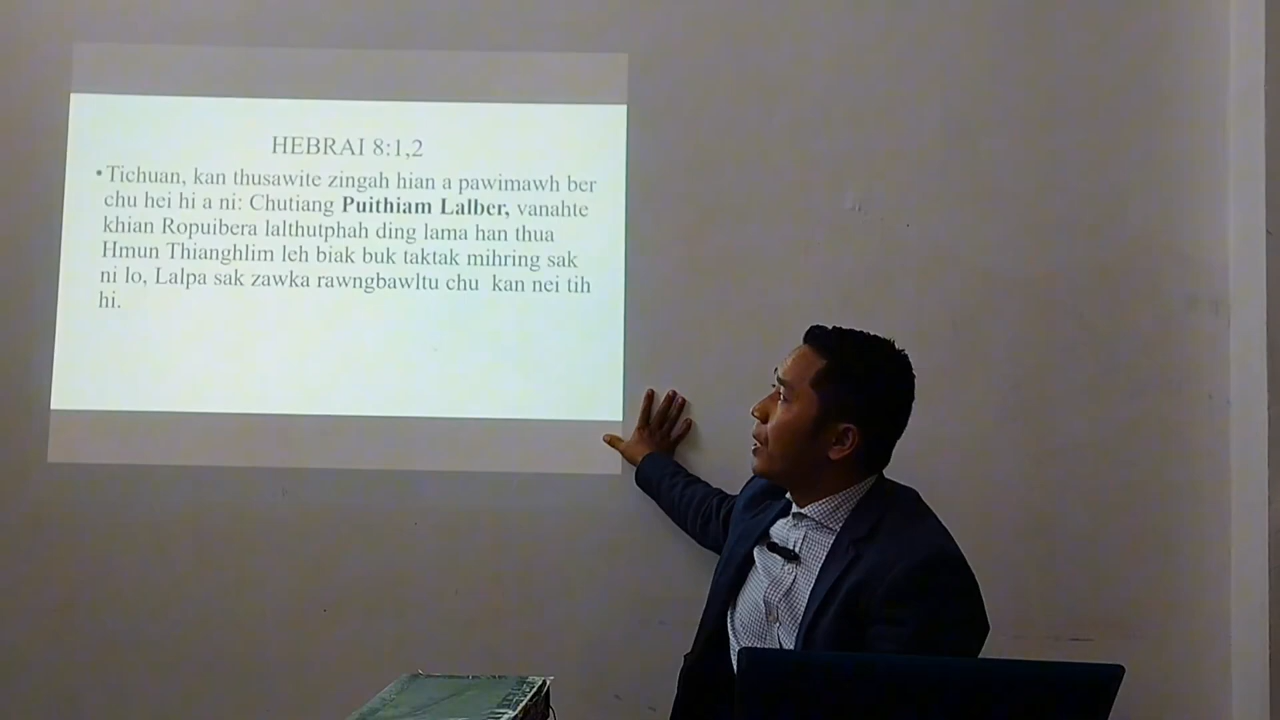 HEBRAI 8:1,2
•Tichuan, kan thusawite zingah hian a pawimawh ber
chu hei hi a ni: Chutiang Puithiam Lalber, vanahte
khian Ropuibera lalthutphah ding lama han thua
Hmun Thianghlim leh biak buk taktak mihring sak
ni lo, Lalpa sak zawka rawngbawltu chu kan nei tih
hi.